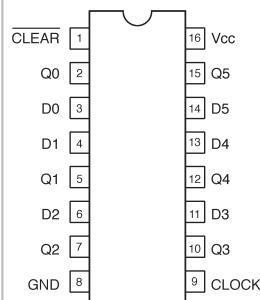 CLEAR 1 16 Vcc
Q0 2 15 Q5
D0 3 14 D5
D1 4 13 D4
Q1 5 12 Q4
D2 6 11 D3
Q2 7 10 Q3
GND 8 9 CLOCK